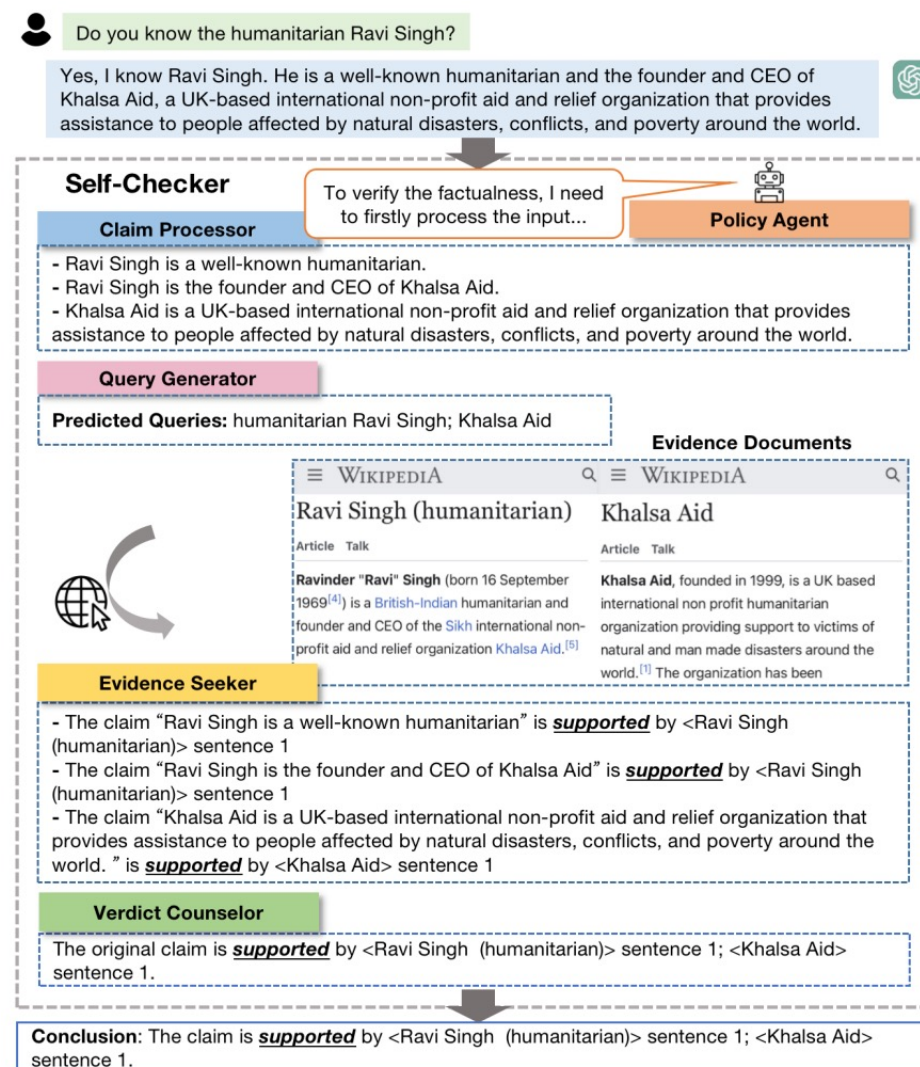 Do you know the humanitarian Ravi Singh?
Yes, I know Ravi Singh. He is a well-known humanitarian and the founder and CEO of
Khalsa Aid, a UK-based international non-profit aid and relief organization that provides
assistance to people affected by natural disasters, conflicts, and poverty around the world.
Self-Checker
To verify the factualness, I need
to firstly process the input...
Policy Agent
Claim Processor
- Ravi Singh is a well-known humanitarian.
- Ravi Singh is the founder and CEO of Khalsa Aid.
- Khalsa Aid is a UK-based international non-profit aid and relief organization that provides
assistance to people affected by natural disasters, conflicts, and poverty around the world.
Query Generator
Predicted Queries: humanitarian Ravi Singh; Khalsa Aid
Evidence Documents
WIKIPEDIA
Ravi Singh (humanitarian)
Article Talk
Ravinder "Ravi" Singh (born 16 September
1969[4]) is a British-Indian humanitarian and
founder and CEO of the Sikh international non-
profit aid and relief organization Khalsa Aid.[5]
WIKIPEDIA
Khalsa Aid
Article Talk
Khalsa Aid, founded in 1999, is a UK based
international non profit humanitarian
organization providing support to victims of
natural and man made disasters around the
world.[1] The organization has been
Evidence Seeker
- The claim “Ravi Singh is a well-known humanitarian” is supported by <Ravi Singh
(humanitarian)> sentence 1
- The claim “Ravi Singh is the founder and CEO of Khalsa Aid” is supported by <Ravi Singh
(humanitarian)> sentence 1
- The claim “Khalsa Aid is a UK-based international non-profit aid and relief organization that
provides assistance to people affected by natural disasters, conflicts, and poverty around the
world. ” is supported by <Khalsa Aid> sentence 1
Verdict Counselor
The original claim is supported by <Ravi Singh (humanitarian)> sentence 1; <Khalsa Aid>
sentence 1.
Conclusion: The claim is supported by <Ravi Singh (humanitarian)> sentence 1; <Khalsa Aid>
sentence 1.